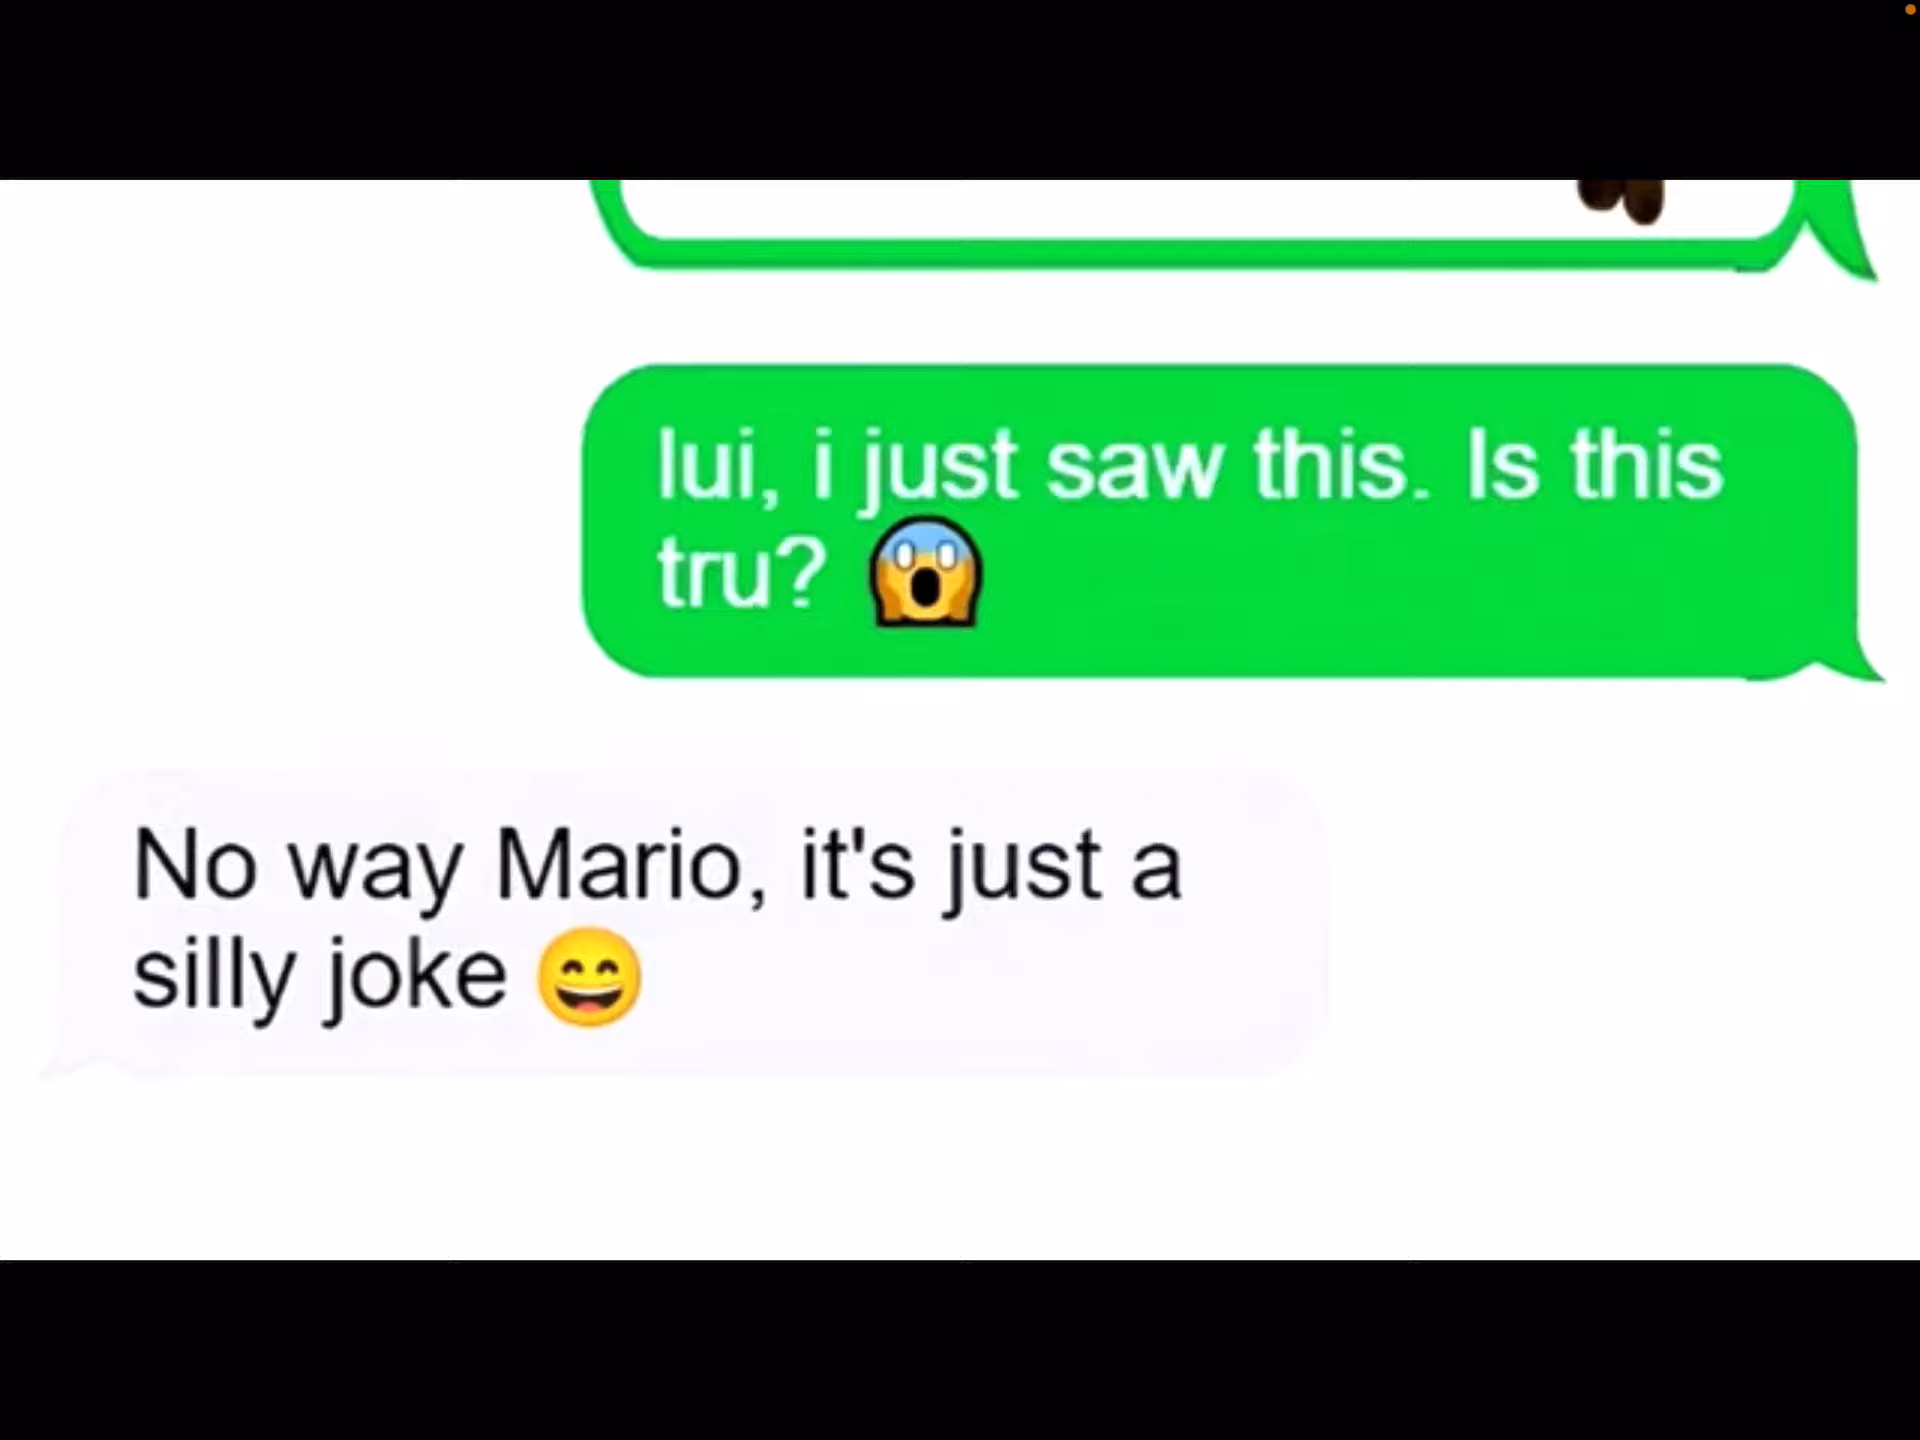 lui, i just saw this. Is this
tru? 😱
No way Mario, it's just a
silly joke 😄